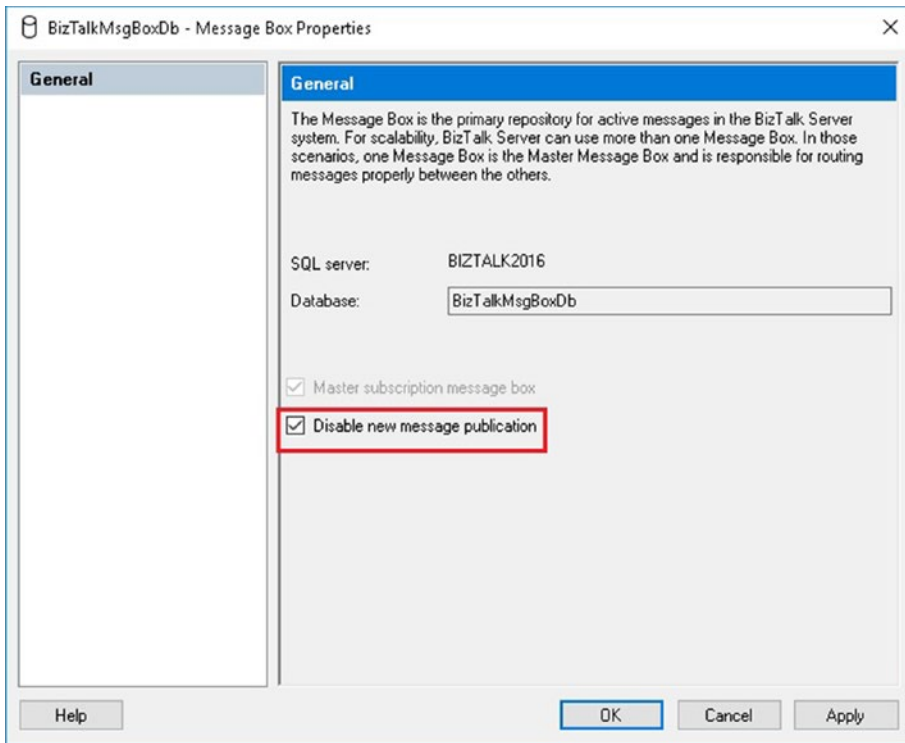 BizTalkMsgBoxDb - Message Box Properties
General
General
The Message Box is the primary repository for active messages in the BizTalk Server
system. For scalability, BizTalk Server can use more than one Message Box. In those
scenarios, one Message Box is the Master Message Box and is responsible for routing
messages properly between the others.
SQL server: BIZTALK2016
Database: BizTalkMsgBoxDb
Master subscription message box
Disable new message publication
Help OK Cancel Apply